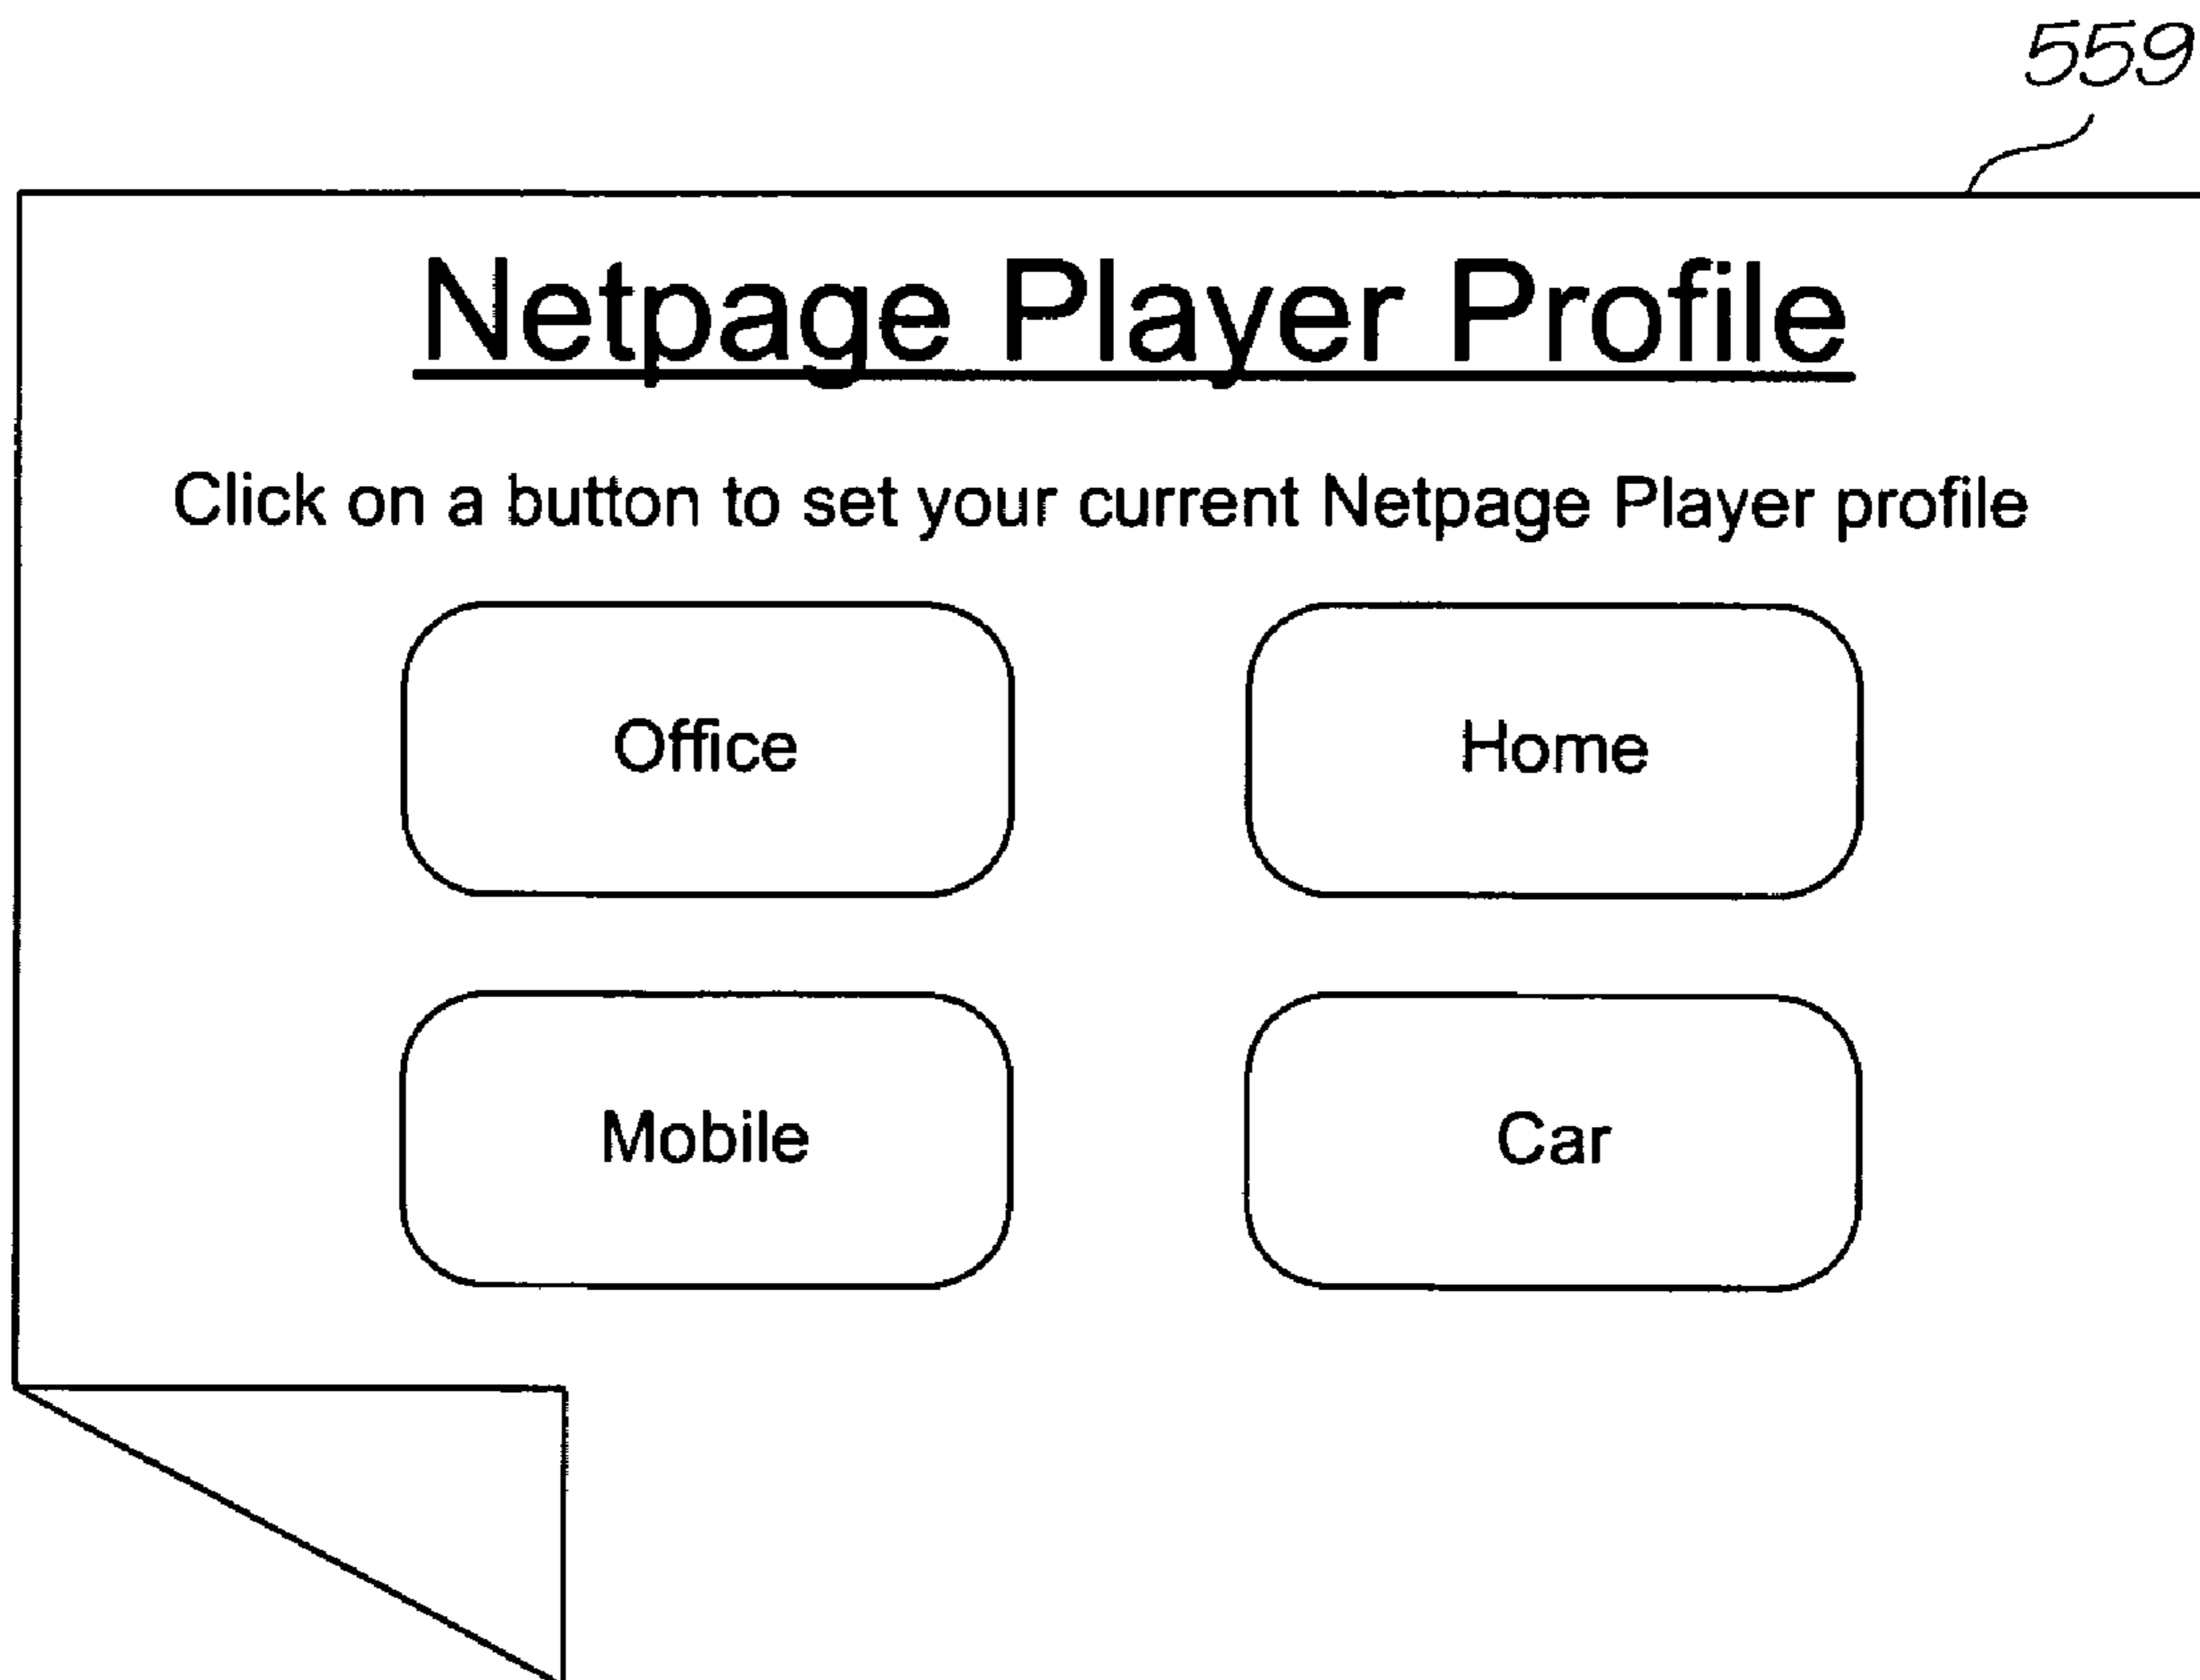 559
Netpage Player Profile
Click on a button to set your current Netpage Player profile
Office
Home
Mobile
Car